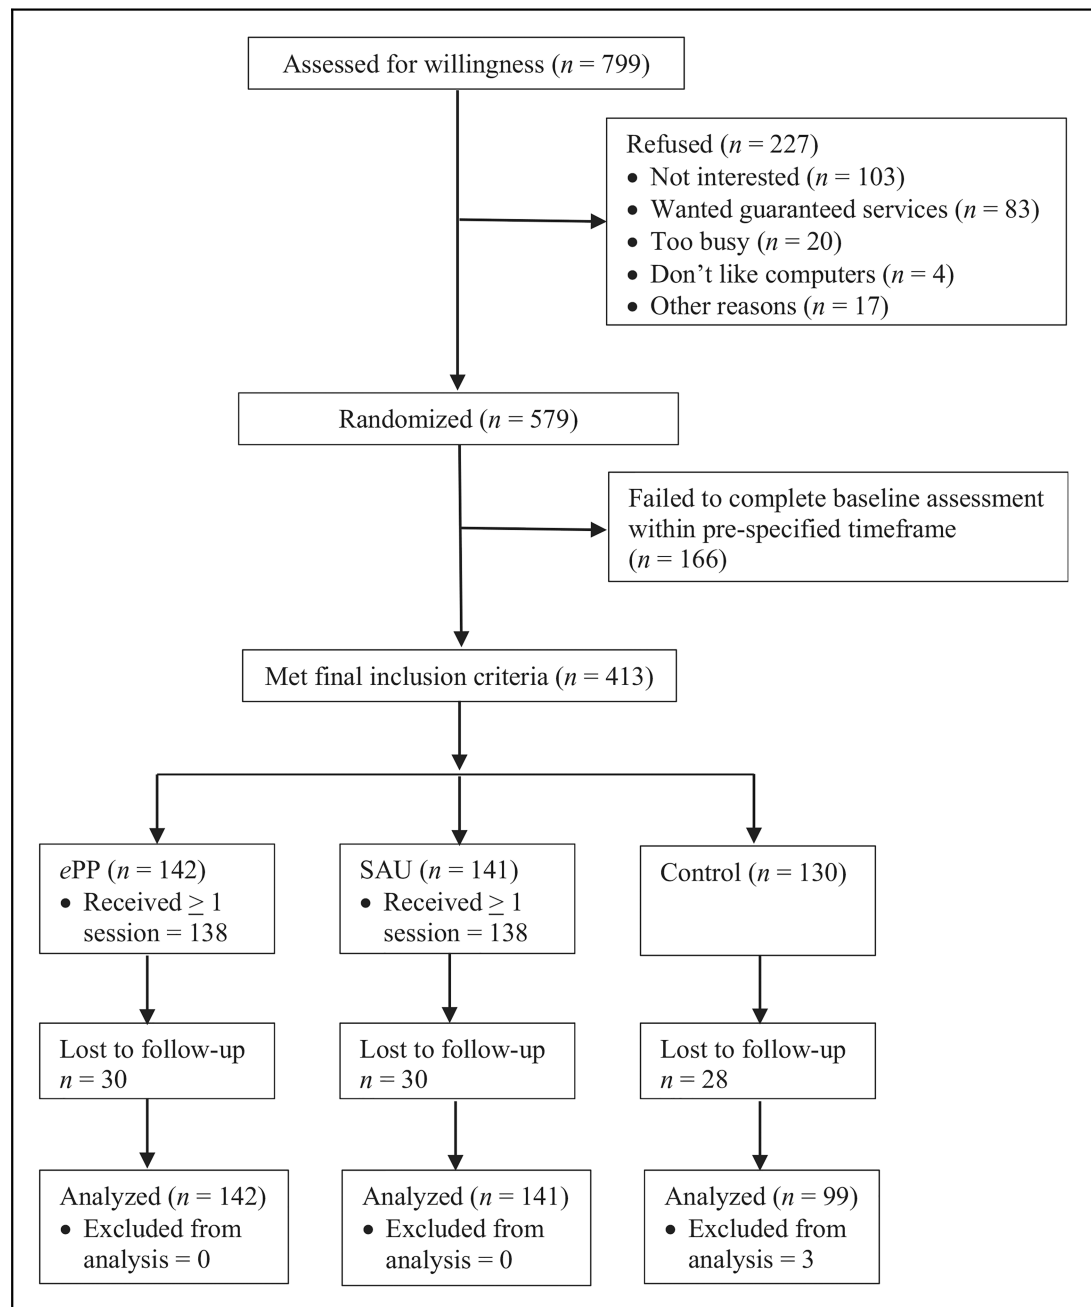 Assessed for willingness (n = 799)
Refused (n = 227)
• Not interested (n = 103)
• Wanted guaranteed services (n = 83)
• Too busy (n = 20)
• Don’t like computers (n = 4)
• Other reasons (n = 17)
Randomized (n = 579)
Failed to complete baseline assessment
within pre-specified timeframe
(n = 166)
Met final inclusion criteria (n = 413)
ePP (n = 142)
• Received ≥ 1
session = 138
SAU (n = 141)
• Received ≥ 1
session = 138
Control (n = 130)
Lost to follow-up
n = 30
Lost to follow-up
n = 30
Lost to follow-up
n = 28
Analyzed (n = 142)
• Excluded from
analysis = 0
Analyzed (n = 141)
• Excluded from
analysis = 0
Analyzed (n = 99)
• Excluded from
analysis = 3